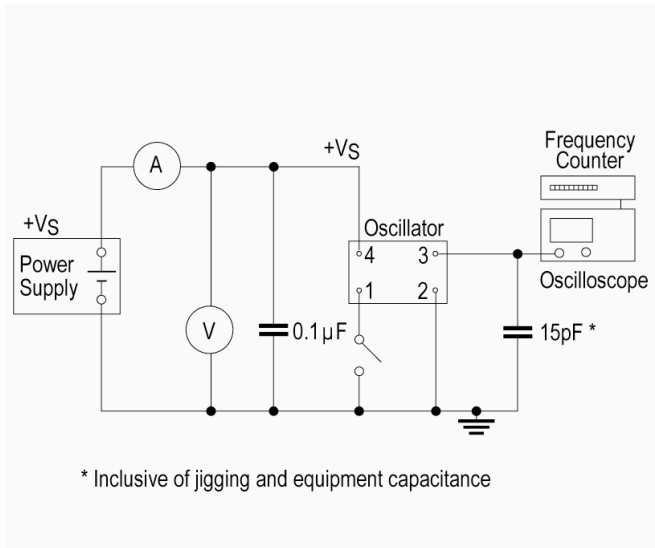 Frequency
Counter
+VS
A
Oscillator
+VS
Power
Supply
4 3
1 2
Oscilloscope
V
0.1µF
15pF *
* Inclusive of jigging and equipment capacitance